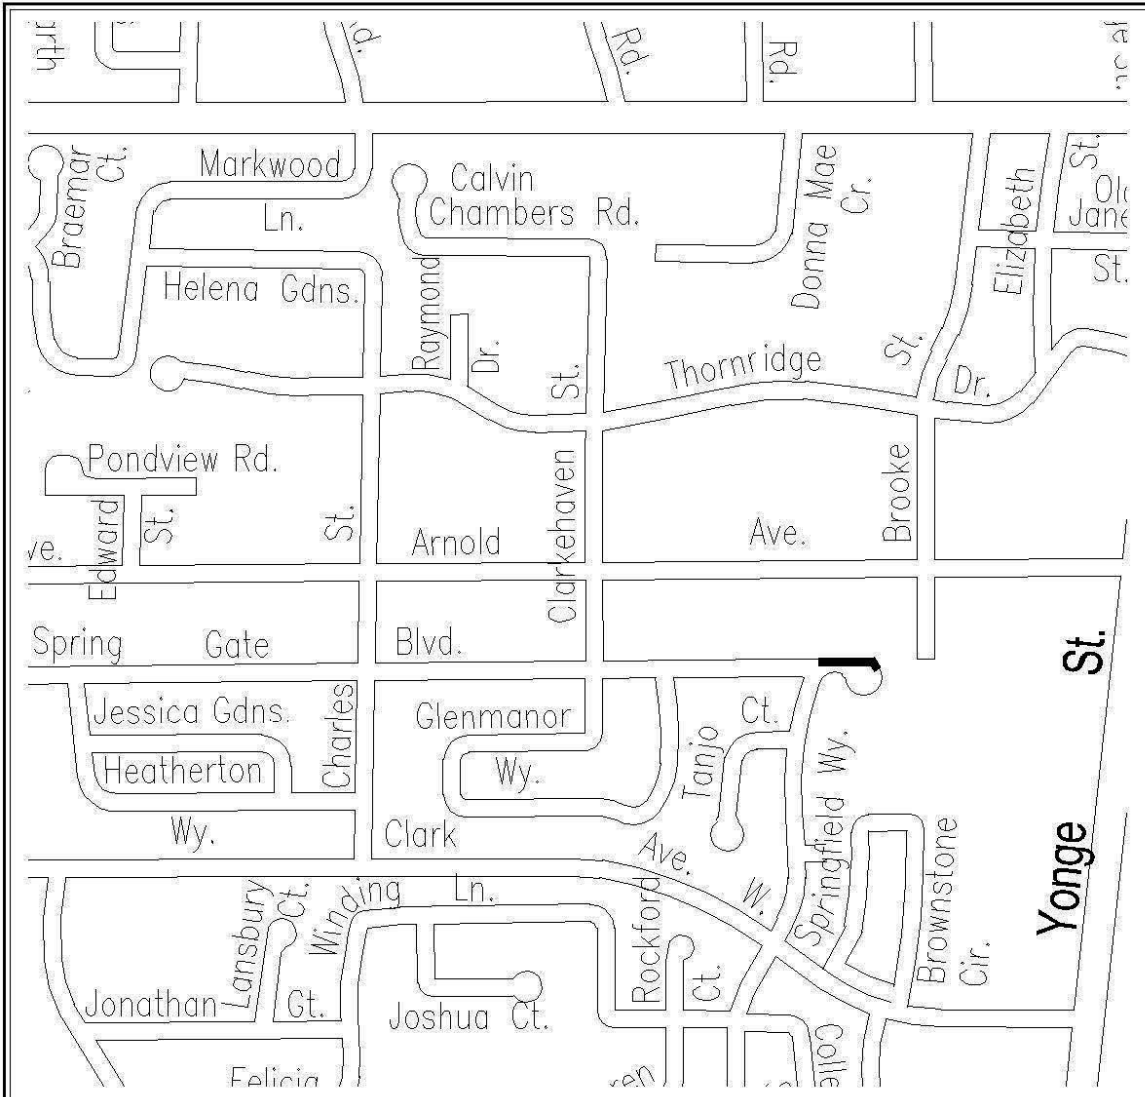 Rd.
Rd.
Rd.
Braemar
Ct.
Markwood
Ln.
Calvin
Chambers Rd.
Donna Mae
Cr.
Elizabeth
St.
Jane
St.
Helena Gdns.
Raymond
Dr.
St.
Thornridge
St.
Dr.
Pondview Rd.
Edward
St.
St.
Arnold
Clarkehaven
Ave.
Brooke
Spring
Gate
Blvd.
St.
Jessica Gdns.
Charles
Glenmanor
Wy.
Tanjo
Ct.
Springfield Wy.
Heatherton
Wy.
Clark
Ave.
W.
Yonge
Lansbury
Ct.
Winding
Ln.
Rockford
Ct.
Brownstone
Cir.
Jonathan
Gt.
Joshua Ct.
Felicia